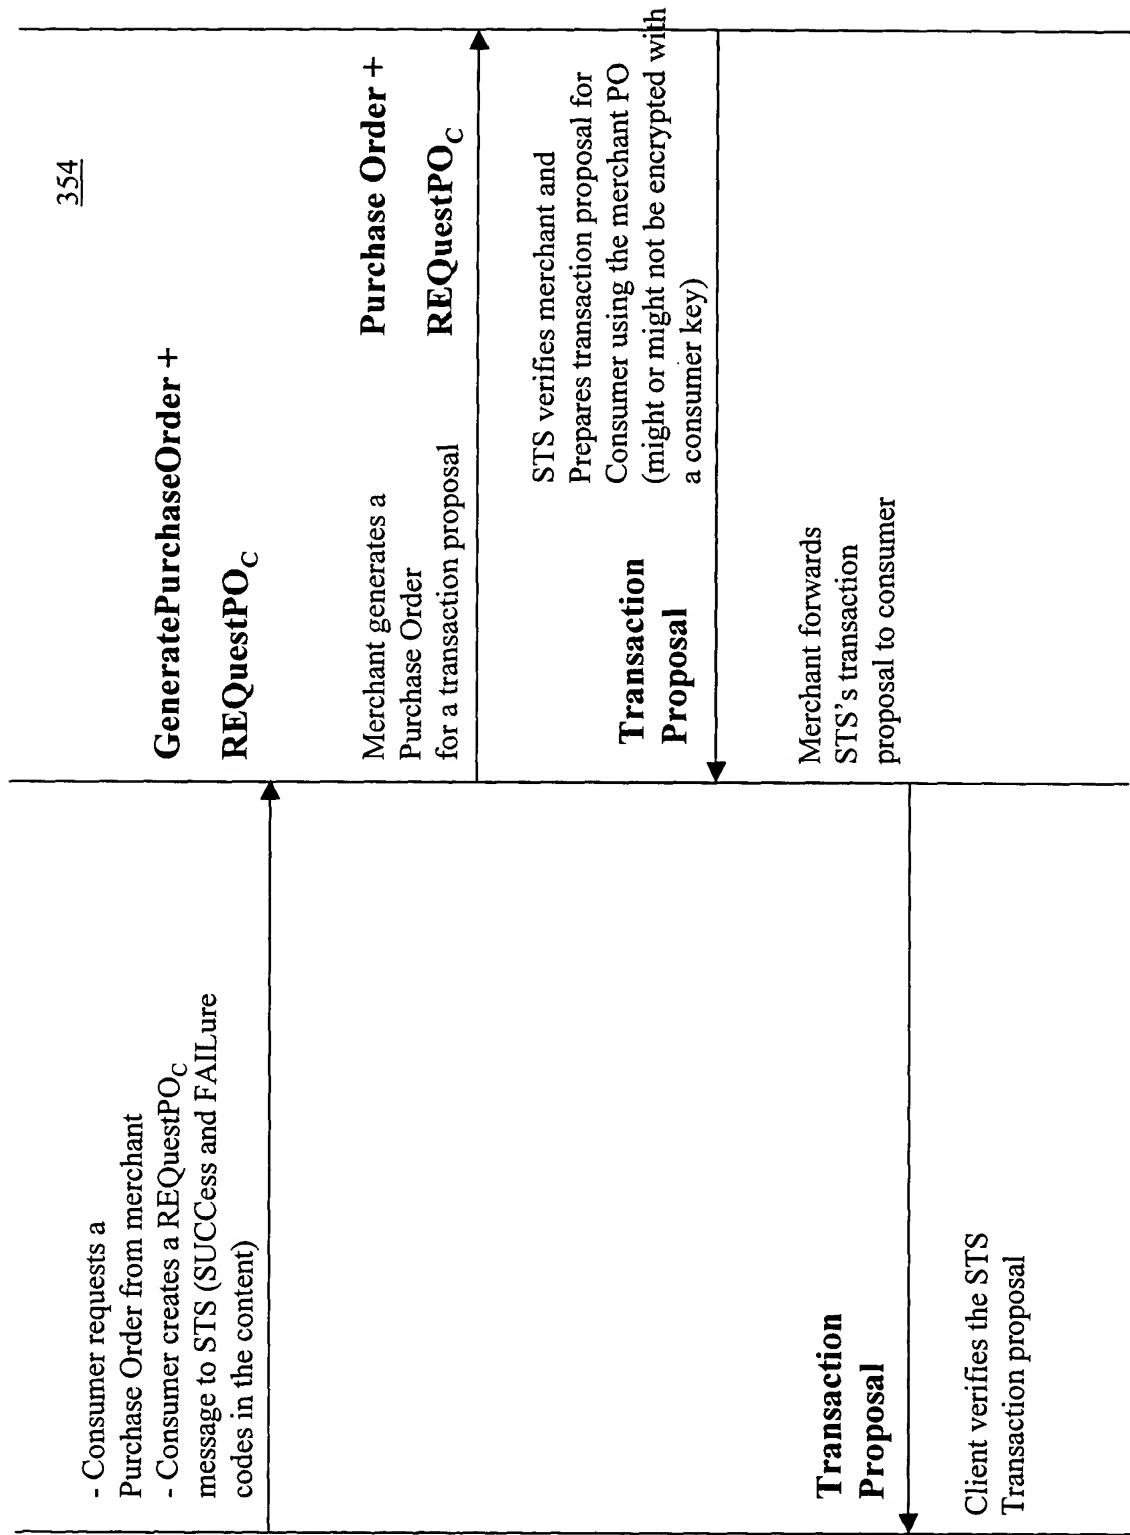 354
- Consumer requests a
Purchase Order from merchant
- Consumer creates a REQuestPOC
message to STS (SUCCess and FAILure
codes in the content)
GeneratePurchaseOrder +
REQuestPOC
Merchant generates a
Purchase Order
for a transaction proposal
Purchase Order +
REQuestPOC
STS verifies merchant and
Prepares transaction proposal for
Consumer using the merchant PO
(might or might not be encrypted with
a consumer key)
Transaction
Proposal
Merchant forwards
STS's transaction
proposal to consumer
Transaction
Proposal
Client verifies the STS
Transaction proposal